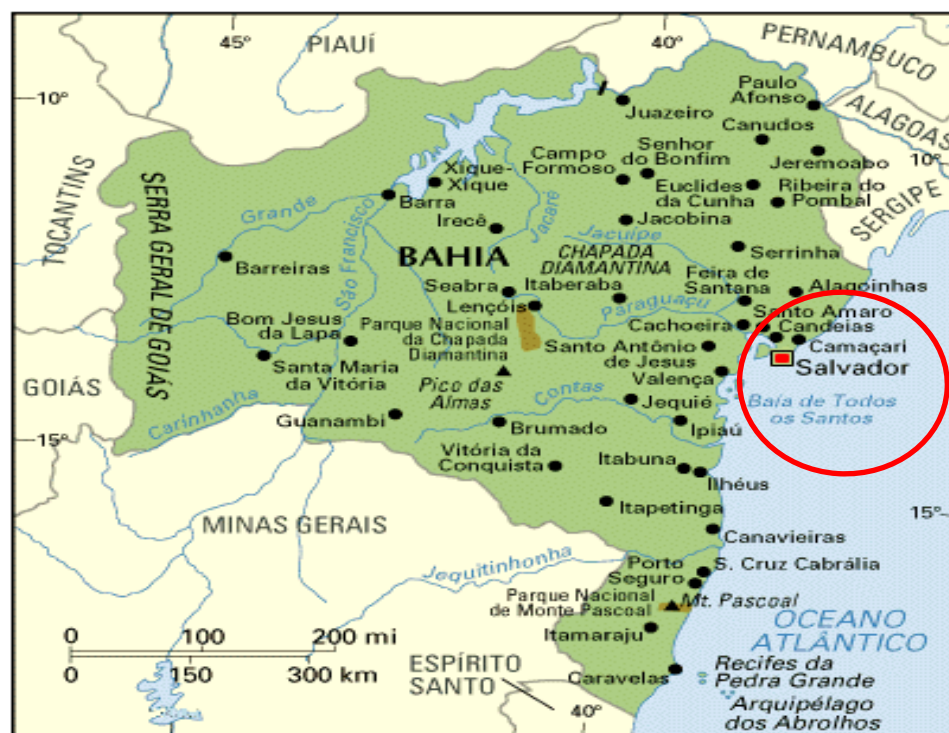 45°
PIAUÍ
40°
PERNAMBUCO
10°
Paulo
Afonso
Juazeiro
Canudos
ALAGOAS
TOCANTINS
SERRA GERAL DE GOIÁS
Xique-
Xique
Campo
Formoso
Senhor
do Bonfim
Jeremoabo
10°
Grande
Barra
São Francisco
Irecê
Jacaré
Euclides
da Cunha
Ribeira do
Pombal
SERGIPE
Jacobina
Jacuípe
Barreiras
BAHIA
CHAPADA
DIAMANTINA
Serrinha
Seabra
Itaberaba
Feira de
Santana
Alagoinhas
Lençóis
Paraguaçu
Santo Amaro
Bom Jesus
da Lapa
Parque Nacional
da Chapada
Diamantina
Cachoeira
Candeias
Santo Antônio
de Jesus
Camaçari
Salvador
GOIÁS
Santa Maria
da Vitória
Pico das
Almas
Valença
Baía de Todos
os Santos
Carinhanha
Guanambi
Contas
Jequié
Brumado
Ipiaú
15°
Vitória da
Conquista
Itabuna
Ilhéus
Itapetinga
15°
MINAS GERAIS
Canavieiras
Jequitinhonha
Porto
Seguro
S. Cruz Cabrália
Parque Nacional
de Monte Pascoal
Mt. Pascoal
OCEANO
ATLÂNTICO
0 100 200 mi
0 150 300 km
Itamaraju
ESPÍRITO
SANTO
Caravelas
Recifes da
Pedra Grande
40°
Arquipélago
dos Abrolhos